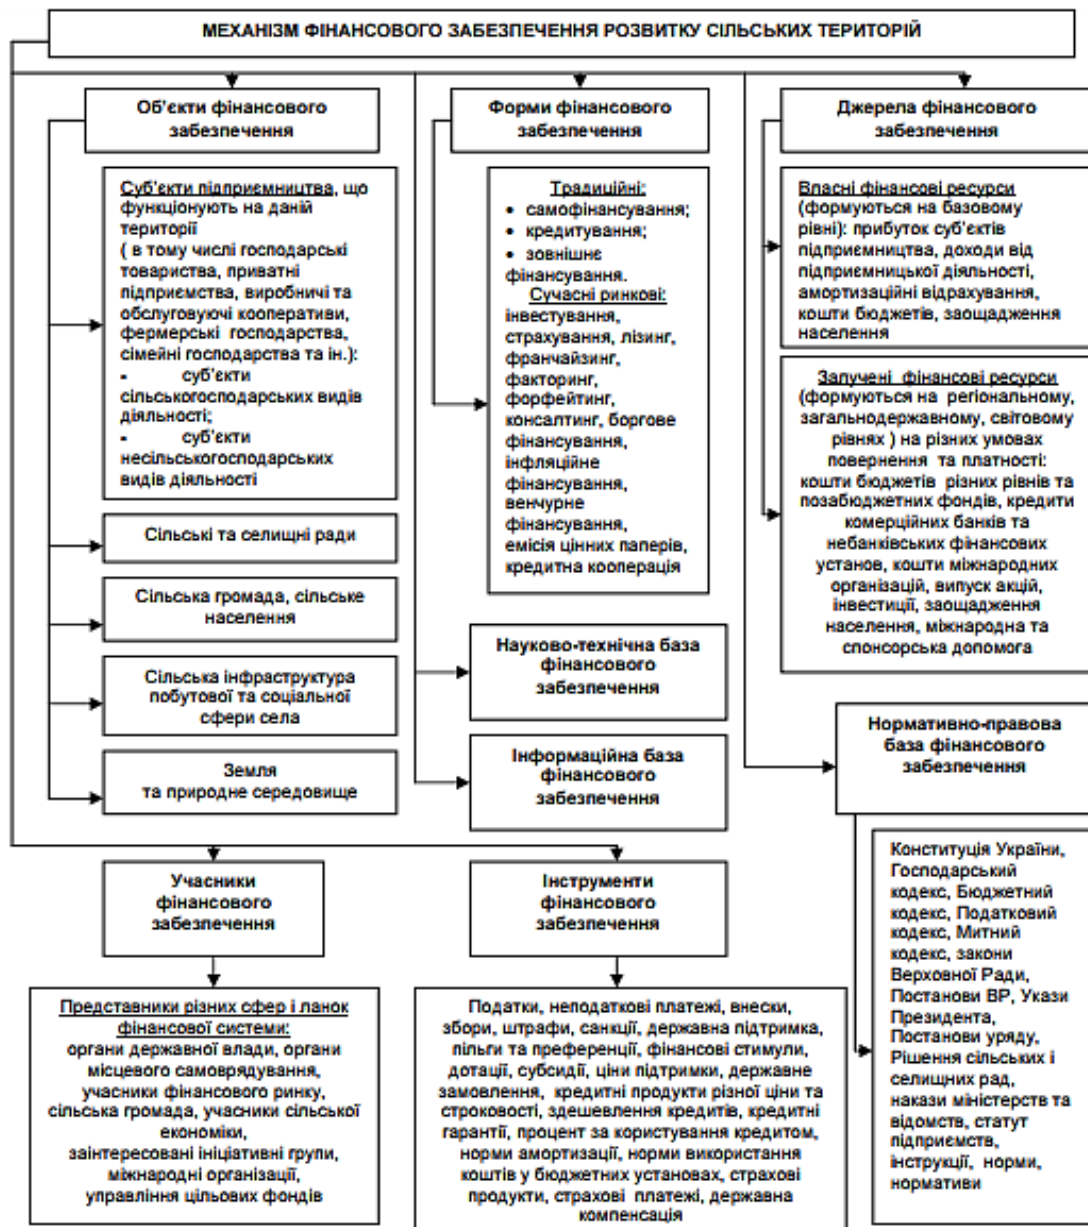 МЕХАНІЗМ ФІНАНСОВОГО ЗАБЕЗПЕЧЕННЯ РОЗВИТКУ СІЛЬСЬКИХ ТЕРИТОРІЙ
Об'єкти фінансового
забезпечення
Суб'єкти підприємництва, що
функціонують на даній
території
( в тому числі господарські
товариства, приватні
підприємства, виробничі та
обслуговуючі кооперативи,
фермерські господарства,
сімейні господарства та ін.):
- суб'єкти
сільськогосподарських видів
діяльності;
- суб'єкти
несільськогосподарських
видів діяльності
Сільські та селищні ради
Сільська громада, сільське
населення
Сільська інфраструктура
побутової та соціальної
сфери села
Земля
та природне середовище
Форми фінансового
забезпечення
Традиційні:
• самофінансування;
• кредитування;
• зовнішнє
фінансування.
Сучасні ринкові:
інвестування,
страхування, лізинг,
франчайзинг,
факторинг,
форфейтинг,
консалтинг, боргове
фінансування,
інфляційне
фінансування,
венчурне
фінансування,
емісія цінних паперів,
кредитна кооперація
Науково-технічна база
фінансового
забезпечення
Інформаційна база
фінансового
забезпечення
Джерела фінансового
забезпечення
Власні фінансові ресурси
(формуються на базовому
рівні): прибуток суб'єктів
підприємництва, доходи від
підприємницької діяльності,
амортизаційні відрахування,
кошти бюджетів, заощадження
населення
Залучені фінансові ресурси
(формуються на регіональному,
загальнодержавному, світовому
рівнях ) на різних умовах
повернення та платності:
кошти бюджетів різних рівнів та
позабюджетних фондів, кредити
комерційних банків та
небанківських фінансових
установ, кошти міжнародних
організацій, випуск акцій,
інвестиції, заощадження
населення, міжнародна та
спонсорська допомога
Нормативно-правова
база фінансового
забезпечення
Конституція України,
Господарський
кодекс, Бюджетний
кодекс, Податковий
кодекс, Митний
кодекс, закони
Верховної Ради,
Постанови ВР, Укази
Президента,
Постанови уряду,
Рішення сільських і
селищних рад,
накази міністерств та
відомств, статут
підприємств,
інструкції, норми,
нормативи
Учасники
фінансового
забезпечення
Представники різних сфер і ланок
фінансової системи:
органи державної влади, органи
місцевого самоврядування,
учасники фінансового ринку,
сільська громада, учасники сільської
економіки,
заінтересовані ініціативні групи,
міжнародні організації,
управління цільових фондів
Інструменти
фінансового
забезпечення
Податки, неподаткові платежі, внески,
збори, штрафи, санкції, державна підтримка,
пільги та преференції, фінансові стимули,
дотації, субсидії, ціни підтримки, державне
замовлення, кредитні продукти різної ціни та
строковості, здешевлення кредитів, кредитні
гарантії, процент за користування кредитом,
норми амортизації, норми використання
коштів у бюджетних установах, страхові
продукти, страхові платежі, державна
компенсація